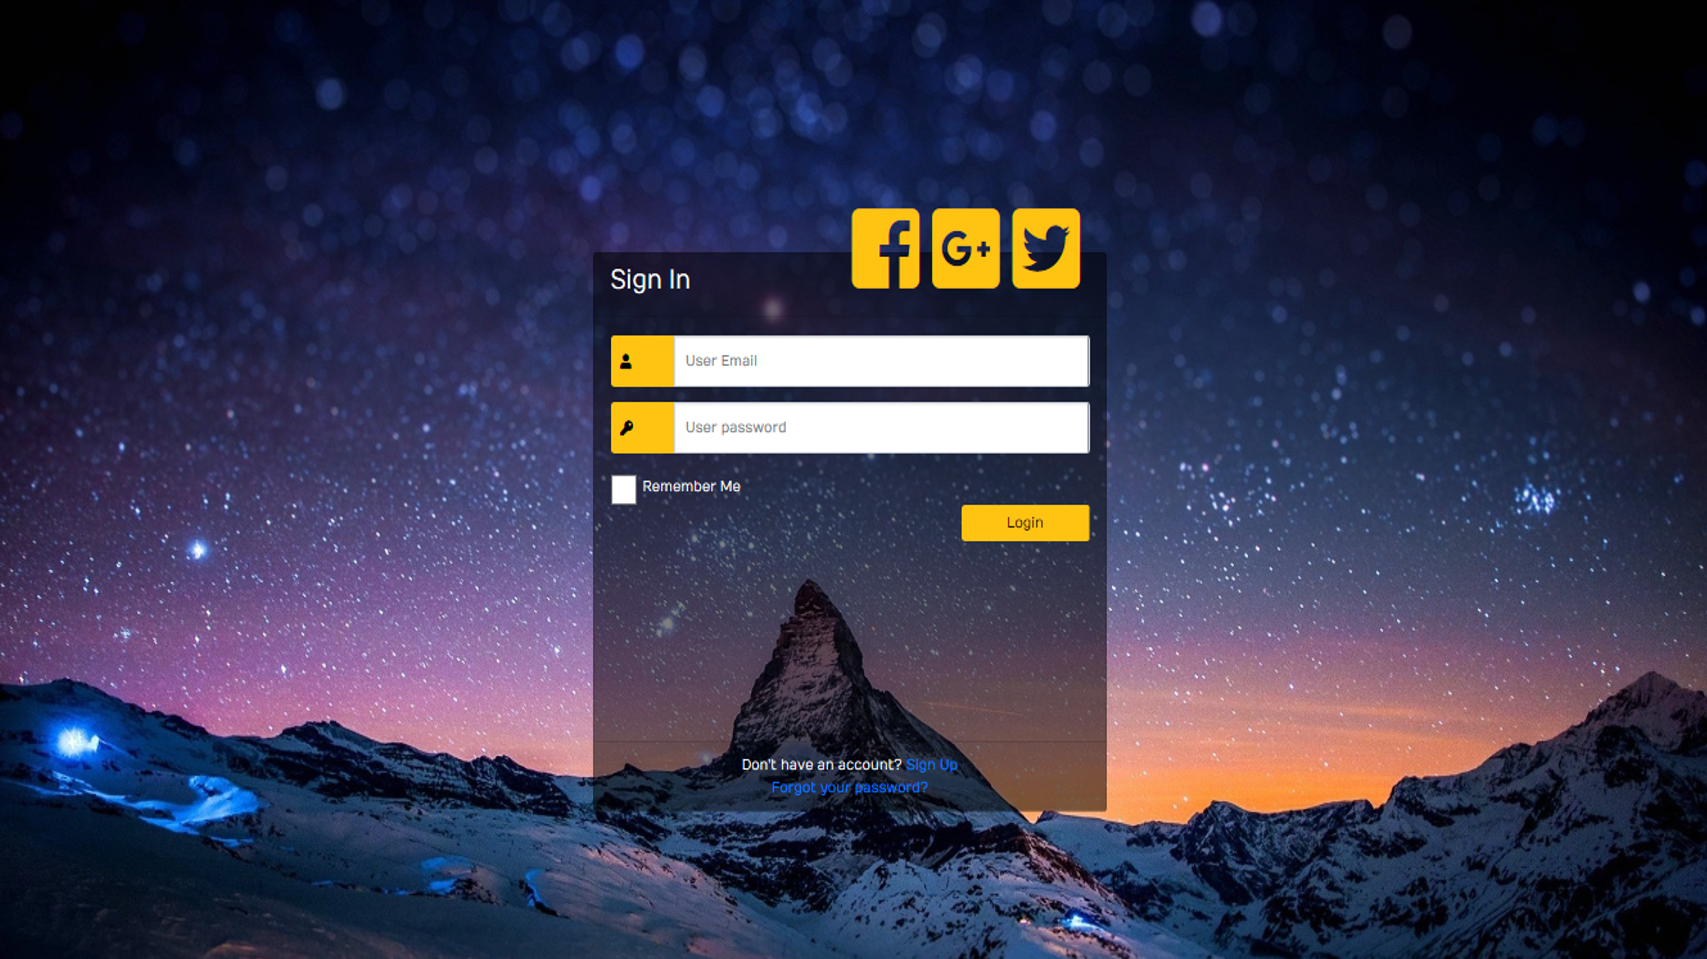 Sign In
G+
User Email
User password
Remember Me
Login
Don't have an account? Sign Up
Forgot your password?